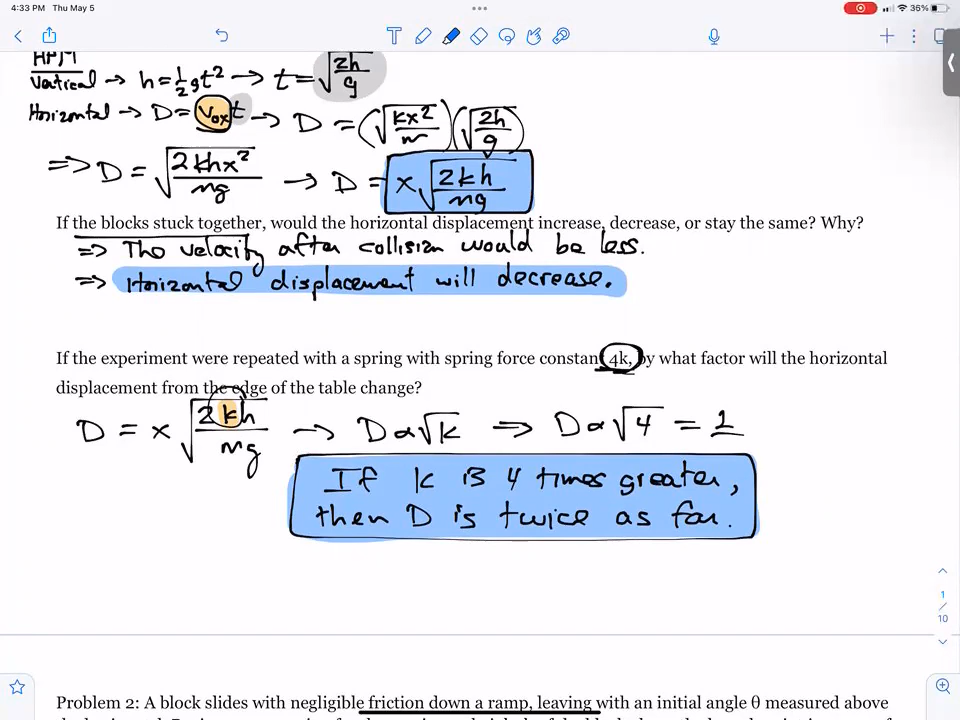 4:33 PM Thu May 5
36%
Vertical → h = ½gt² → t = √(2h/g)
Horizontal → D = Vₒₓt → D = (√(kx²/m))(√(2h/g))
⇒ D = √(2khx²/mg) → D = x√(2kh/mg)
If the blocks stuck together, would the horizontal displacement increase, decrease, or stay the same? Why?
⇒ The velocity after collision would be less.
⇒ Horizontal displacement will decrease.
If the experiment were repeated with a spring with spring force constant 4k, by what factor will the horizontal
displacement from the edge of the table change?
D = x√(2kh/mg) → D α √k ⇒ D α √4 = 2
If k is 4 times greater,
then D is twice as far.
1
/
10
Problem 2: A block slides with negligible friction down a ramp, leaving with an initial angle θ measured above